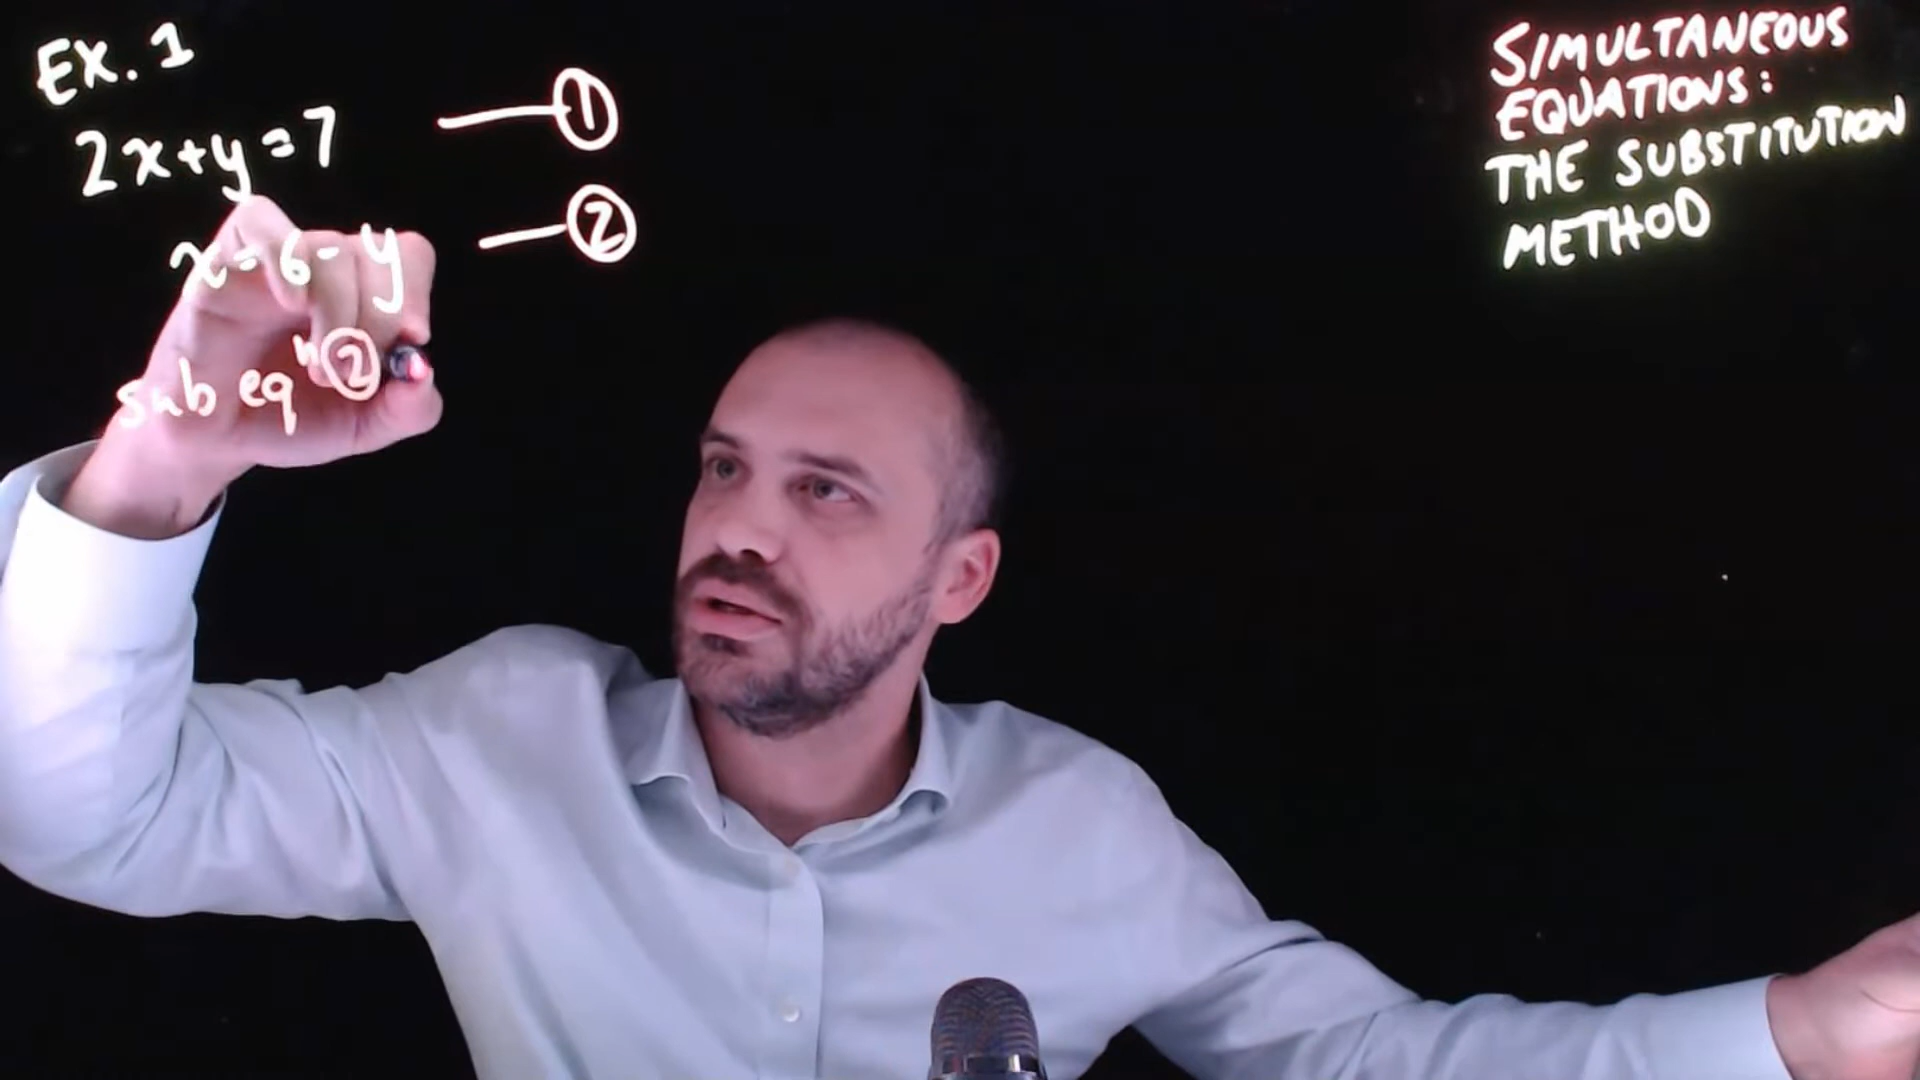 Ex. 1
2x+y=7 — ①
x=6-y — ②
sub eqⁿ ②
SIMULTANEOUS
EQUATIONS:
THE SUBSTITUTION
METHOD